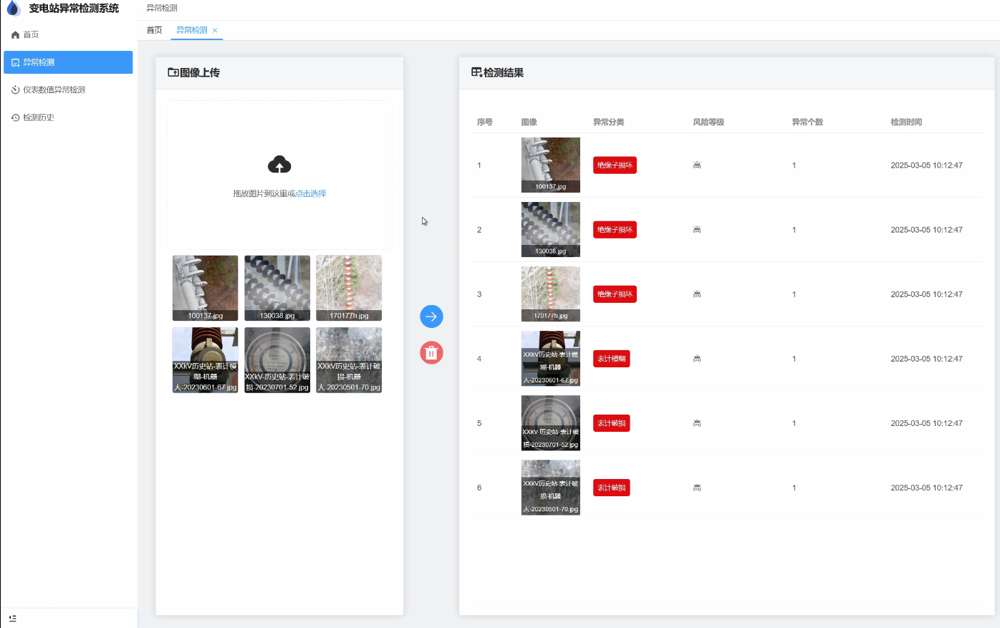 变电站异常检测系统
首页
异常检测
仪表数值异常检测
检测历史
异常检测
首页
异常检测
图像上传
拖放图片到这里或点击选择
100137.jpg
130038.jpg
170177h.jpg
XXkV历史站-表计模
糊-机器
人-20230601-67.jpg
XXkV-历史站-表计破
损-20230701-52.jpg
XXkV历史站-表计破
损-机器
人-20230501-70.jpg
检测结果
序号 图像 异常分类 风险等级 异常个数 检测时间
1 100137.jpg 绝缘子损坏 高 1 2025-03-05 10:12:47
2 130038.jpg 绝缘子损坏 高 1 2025-03-05 10:12:47
3 170177h.jpg 绝缘子损坏 高 1 2025-03-05 10:12:47
XXkV历史站-表计模
糊-机器
人-20230601-67.jpg
4 表计模糊 高 1 2025-03-05 10:12:47
XXkV-历史站-表计破
损-20230701-52.jpg
5 表计破损 高 1 2025-03-05 10:12:47
XXkV历史站-表计破
损-机器
人-20230501-70.jpg
6 表计破损 高 1 2025-03-05 10:12:47